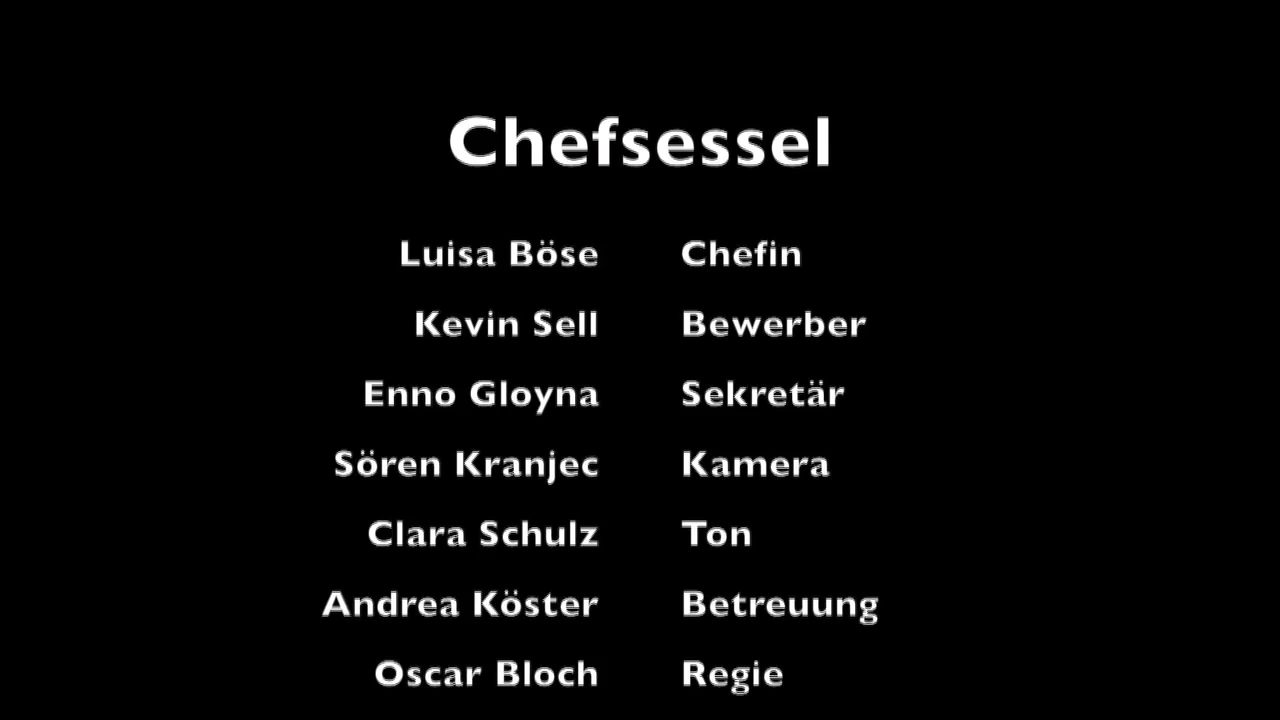 Chefsessel
Luisa Böse Chefin
Kevin Sell Bewerber
Enno Gloyna Sekretär
Sören Kranjec Kamera
Clara Schulz Ton
Andrea Köster Betreuung
Oscar Bloch Regie